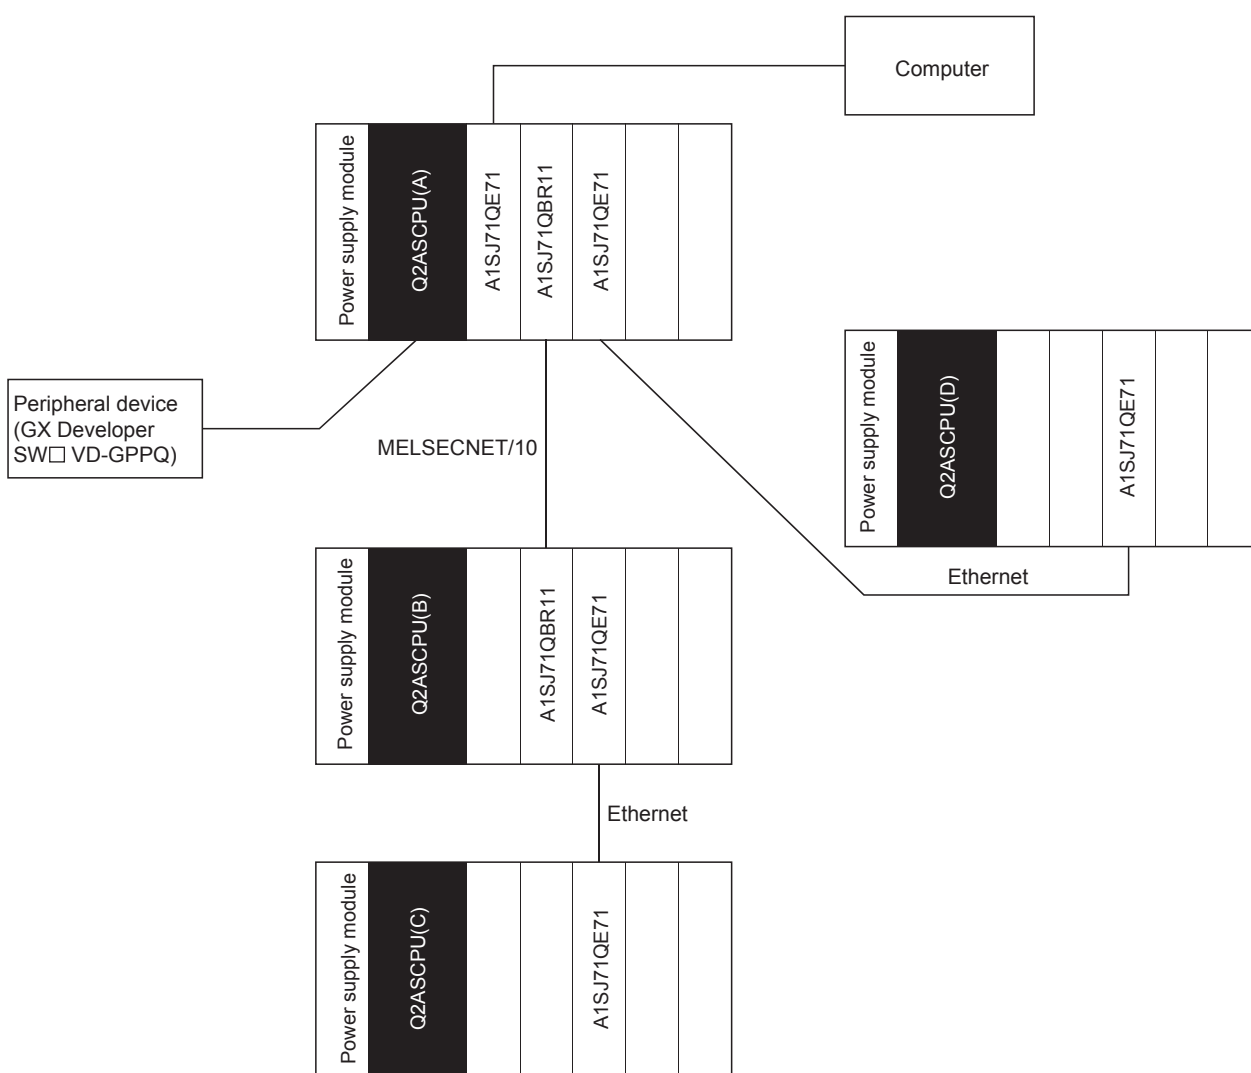 Computer
Power supply module
Q2ASCPU(A)
A1SJ71QE71
A1SJ71QBR11
A1SJ71QE71
Peripheral device
(GX Developer
SW□ VD-GPPQ)
MELSECNET/10
Power supply module
Q2ASCPU(D)
A1SJ71QE71
Ethernet
Power supply module
Q2ASCPU(B)
A1SJ71QBR11
A1SJ71QE71
Ethernet
Power supply module
Q2ASCPU(C)
A1SJ71QE71